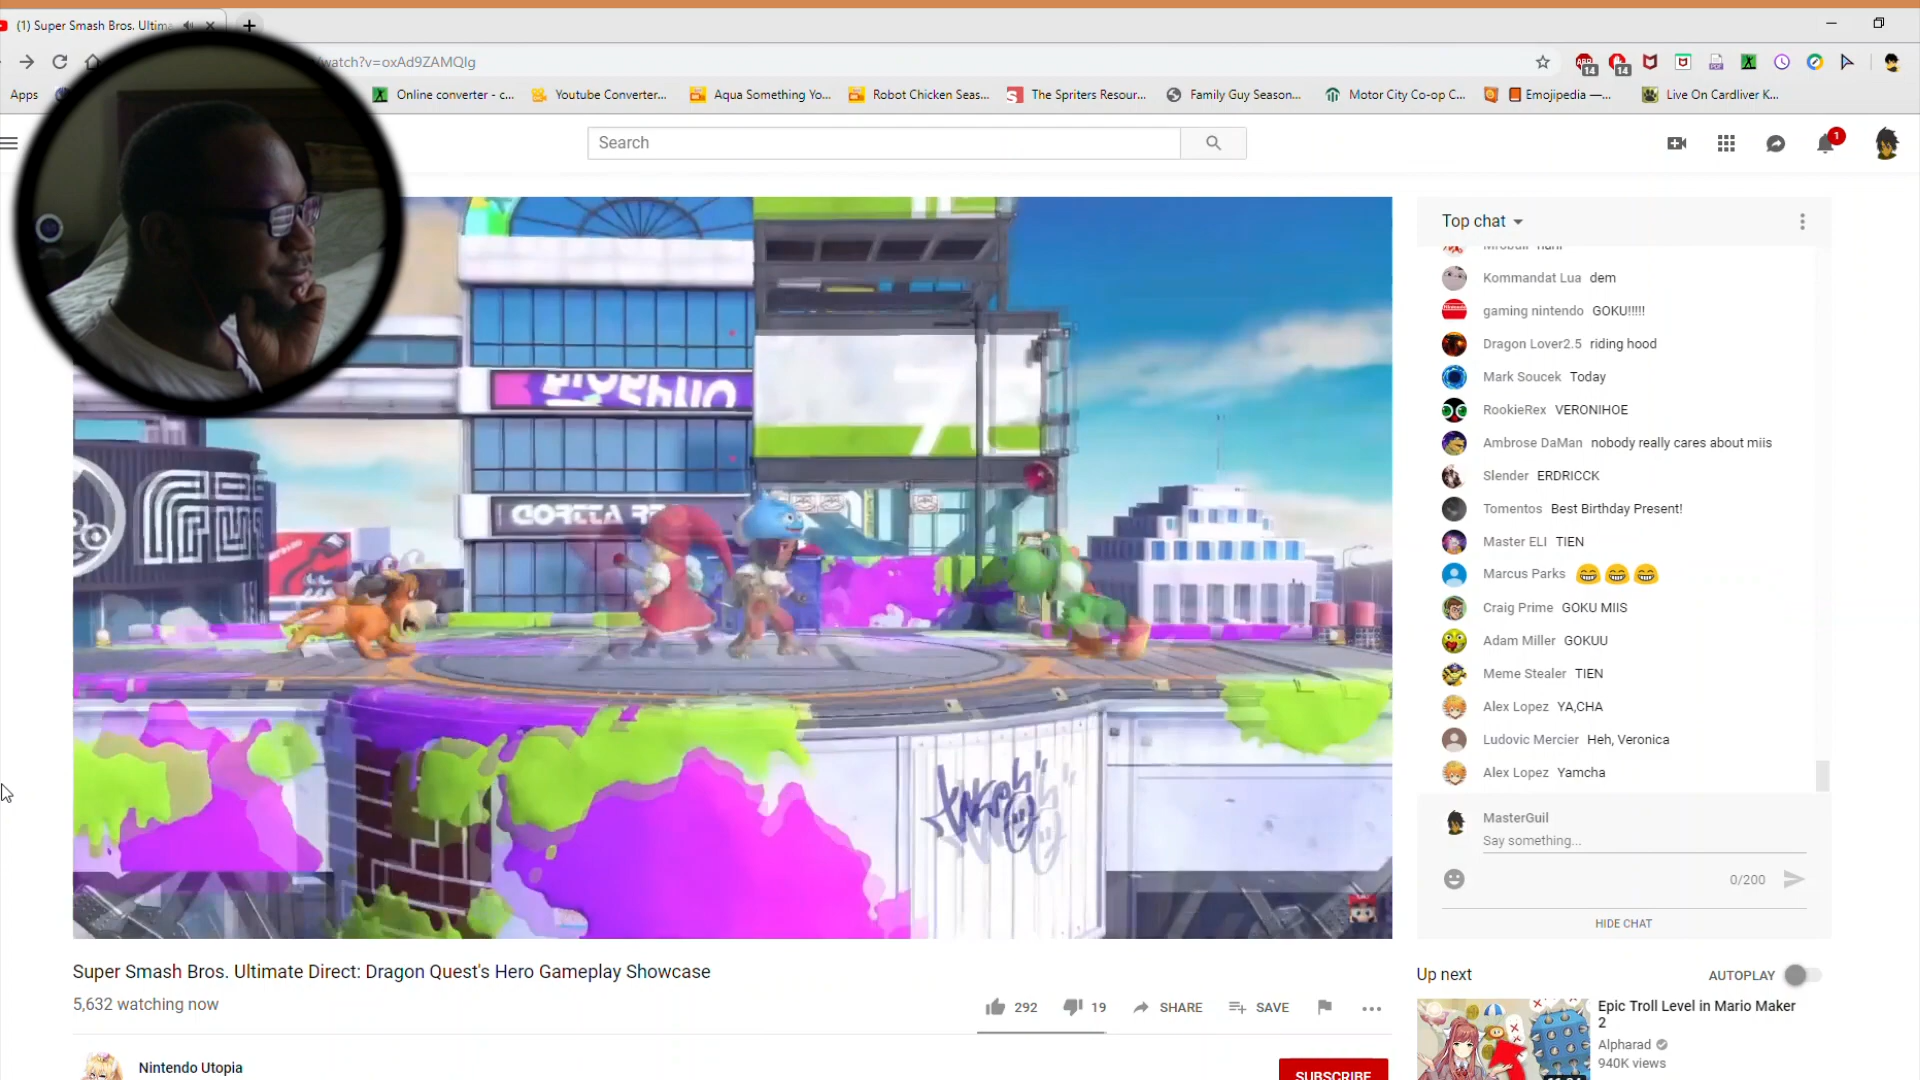 (1) Super Smash Bros. Ultim
/watch?v=oxAd9ZAMQIg
14
14
Apps
Online converter - c...
Youtube Converter...
Aqua Something Yo...
Robot Chicken Seas...
The Spriters Resour...
Family Guy Season...
Motor City Co-op C...
Emojipedia —...
Live On Cardliver K...
Search
1
Top chat
Kommandat Lua dem
gaming nintendo GOKU!!!!!
Dragon Lover2.5 riding hood
Mark Soucek Today
RookieRex VERONIHOE
Ambrose DaMan nobody really cares about miis
Slender ERDRICCK
Tomentos Best Birthday Present!
Master ELI TIEN
Marcus Parks 😁 😁 😁
Craig Prime GOKU MIIS
Adam Miller GOKUU
Meme Stealer TIEN
Alex Lopez YA,CHA
Ludovic Mercier Heh, Veronica
Alex Lopez Yamcha
MasterGuil
Say something...
0/200
HIDE CHAT
7
Super Smash Bros. Ultimate Direct: Dragon Quest's Hero Gameplay Showcase
5,632 watching now
292
19
SHARE
SAVE
Nintendo Utopia
SUBSCRIBE
Up next
AUTOPLAY
Epic Troll Level in Mario Maker
2
Alpharad
940K views